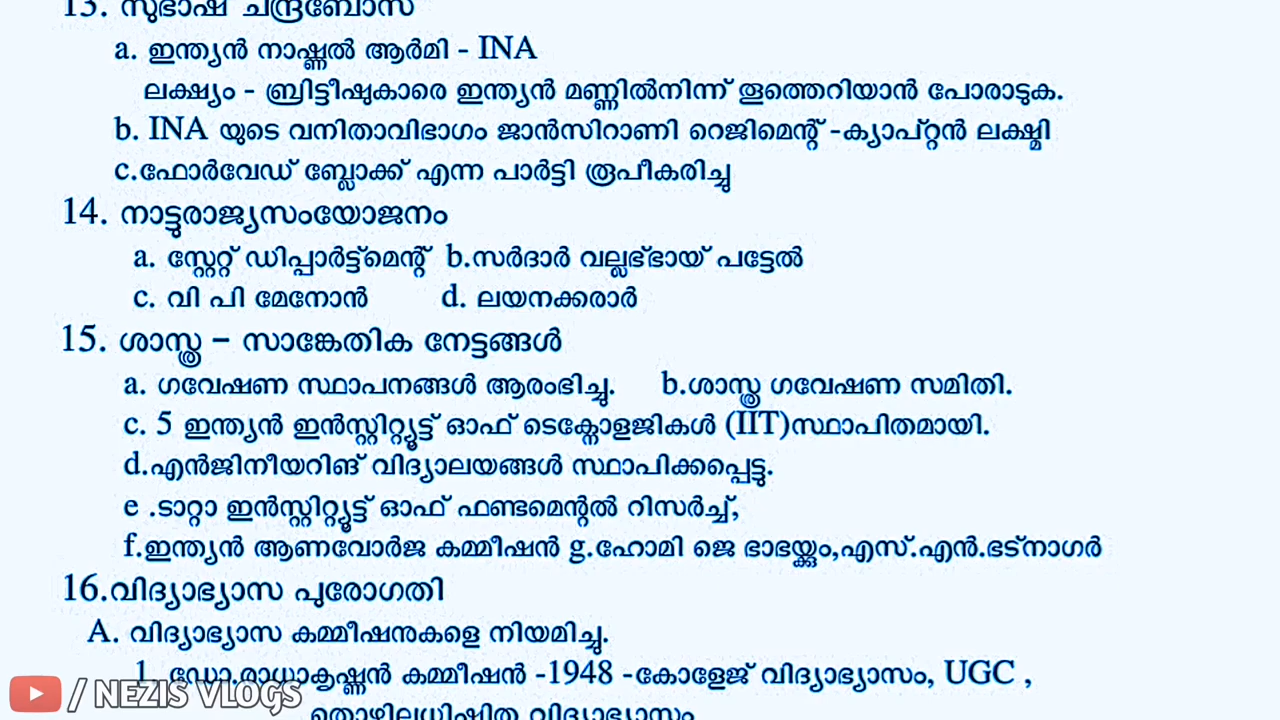 13. സുഭാഷ് ചന്ദ്രബോസ്
a. ഇന്ത്യൻ നാഷ്ണൽ ആർമി - INA
ലക്ഷ്യം - ബ്രിട്ടീഷുകാരെ ഇന്ത്യൻ മണ്ണിൽനിന്ന് തൂത്തെറിയാൻ പോരാടുക.
b. INA യുടെ വനിതാവിഭാഗം ജാൻസിറാണി റെജിമെന്റ് -ക്യാപ്റ്റൻ ലക്ഷ്മി
c.ഫോർവേഡ് ബ്ലോക്ക് എന്ന പാർട്ടി രൂപീകരിച്ചു
14. നാട്ടുരാജ്യസംയോജനം
a. സ്റ്റേറ്റ് ഡിപ്പാർട്ട്മെന്റ് b.സർദാർ വല്ലഭ്ഭായ് പട്ടേൽ
c. വി പി മേനോൻ d. ലയനക്കരാർ
15. ശാസ്ത്ര – സാങ്കേതിക നേട്ടങ്ങൾ
a. ഗവേഷണ സ്ഥാപനങ്ങൾ ആരംഭിച്ചു. b.ശാസ്ത്ര ഗവേഷണ സമിതി.
c. 5 ഇന്ത്യൻ ഇൻസ്റ്റിറ്റ്യൂട്ട് ഓഫ് ടെക്നോളജികൾ (IIT)സ്ഥാപിതമായി.
d.എൻജിനീയറിങ് വിദ്യാലയങ്ങൾ സ്ഥാപിക്കപ്പെട്ടു.
e .ടാറ്റാ ഇൻസ്റ്റിറ്റ്യൂട്ട് ഓഫ് ഫണ്ടമെന്റൽ റിസർച്ച്,
f.ഇന്ത്യൻ ആണവോർജ കമ്മീഷൻ g.ഹോമി ജെ ഭാഭയ്ക്കും,എസ്.എൻ.ഭട്നാഗർ
16.വിദ്യാഭ്യാസ പുരോഗതി
A. വിദ്യാഭ്യാസ കമ്മീഷനുകളെ നിയമിച്ചു.
1. ഡോ.രാധാകൃഷ്ണൻ കമ്മീഷൻ -1948 -കോളേജ് വിദ്യാഭ്യാസം, UGC ,
തൊഴിലധിഷ്ഠിത വിദ്യാഭ്യാസം
/ NEZIS VLOGS